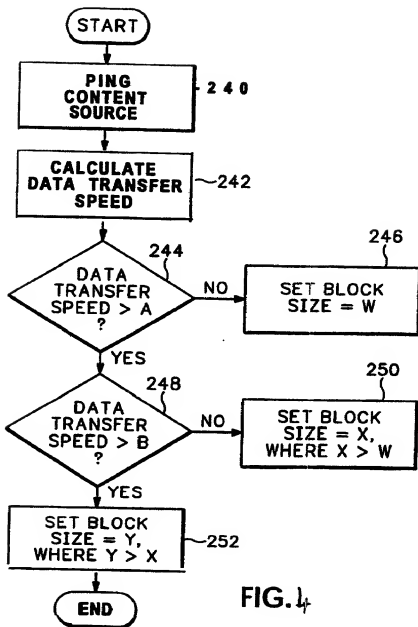 START
PING
CONTENT
SOURCE
240
CALCULATE
DATA TRANSFER
SPEED
242
244
DATA
TRANSFER
SPEED > A
?
NO
246
SET BLOCK
SIZE = W
YES
248
DATA
TRANSFER
SPEED > B
?
NO
250
SET BLOCK
SIZE = X,
WHERE X > W
YES
SET BLOCK
SIZE = Y,
WHERE Y > X
252
END
FIG. 4